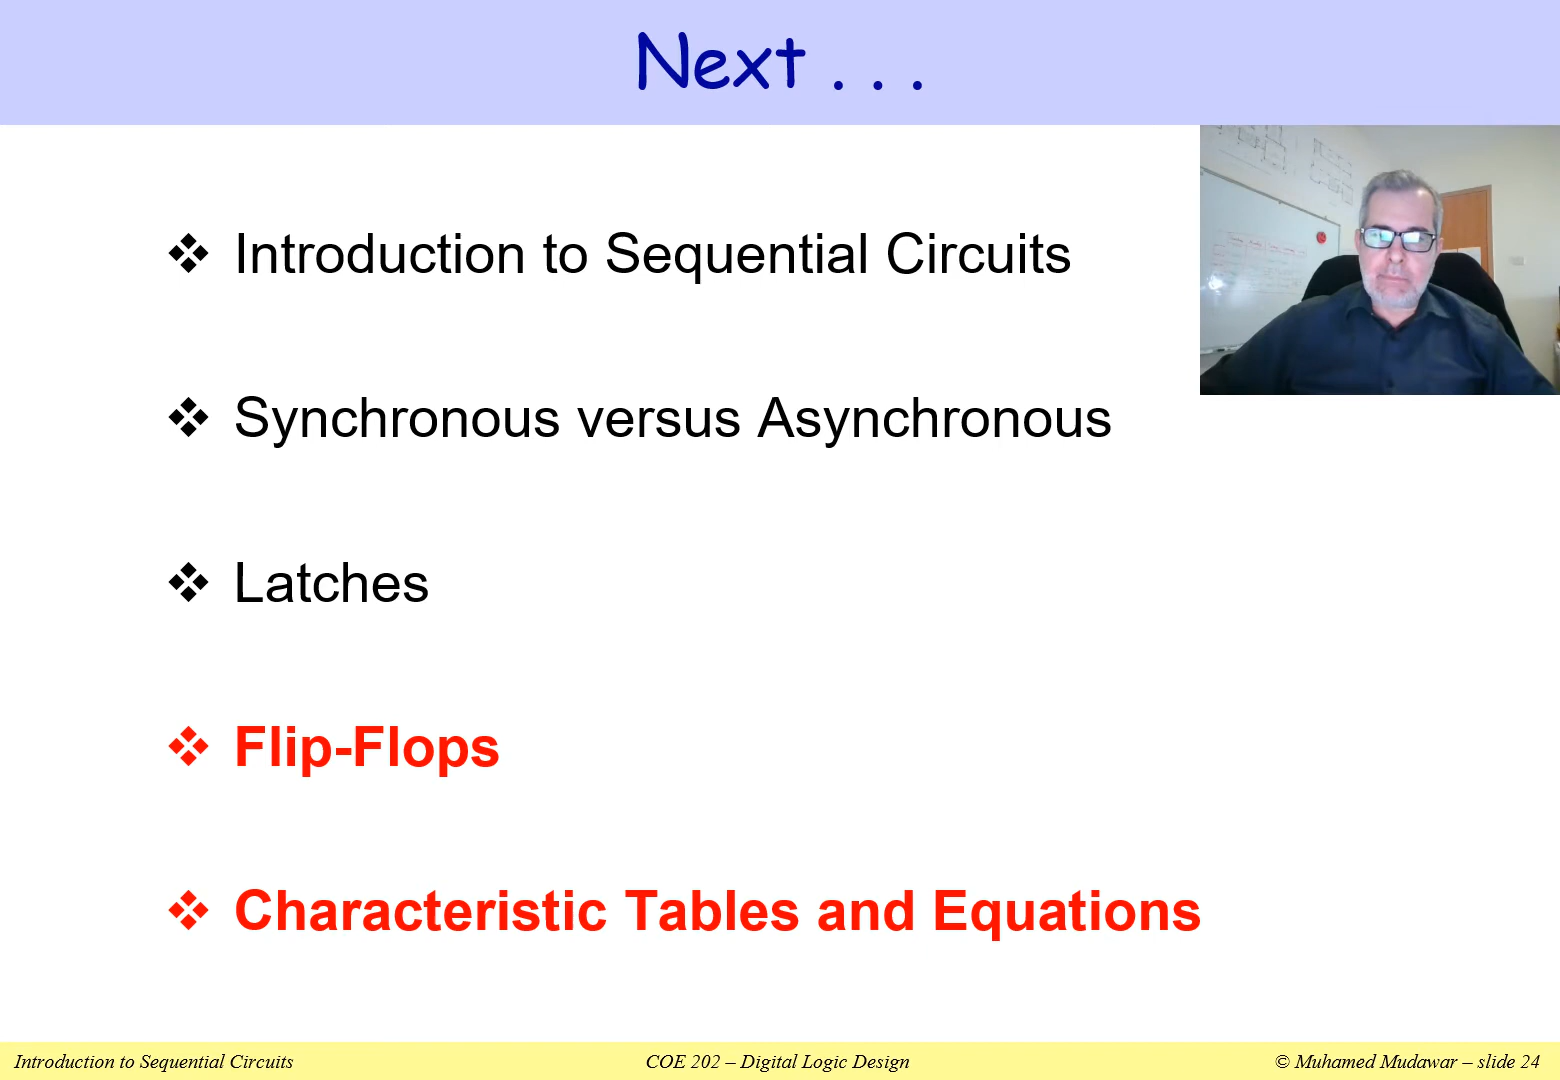 Next . . .
❖ Introduction to Sequential Circuits
❖ Synchronous versus Asynchronous
❖ Latches
❖ Flip-Flops
❖ Characteristic Tables and Equations
Introduction to Sequential Circuits
COE 202 – Digital Logic Design
© Muhamed Mudawar – slide 24